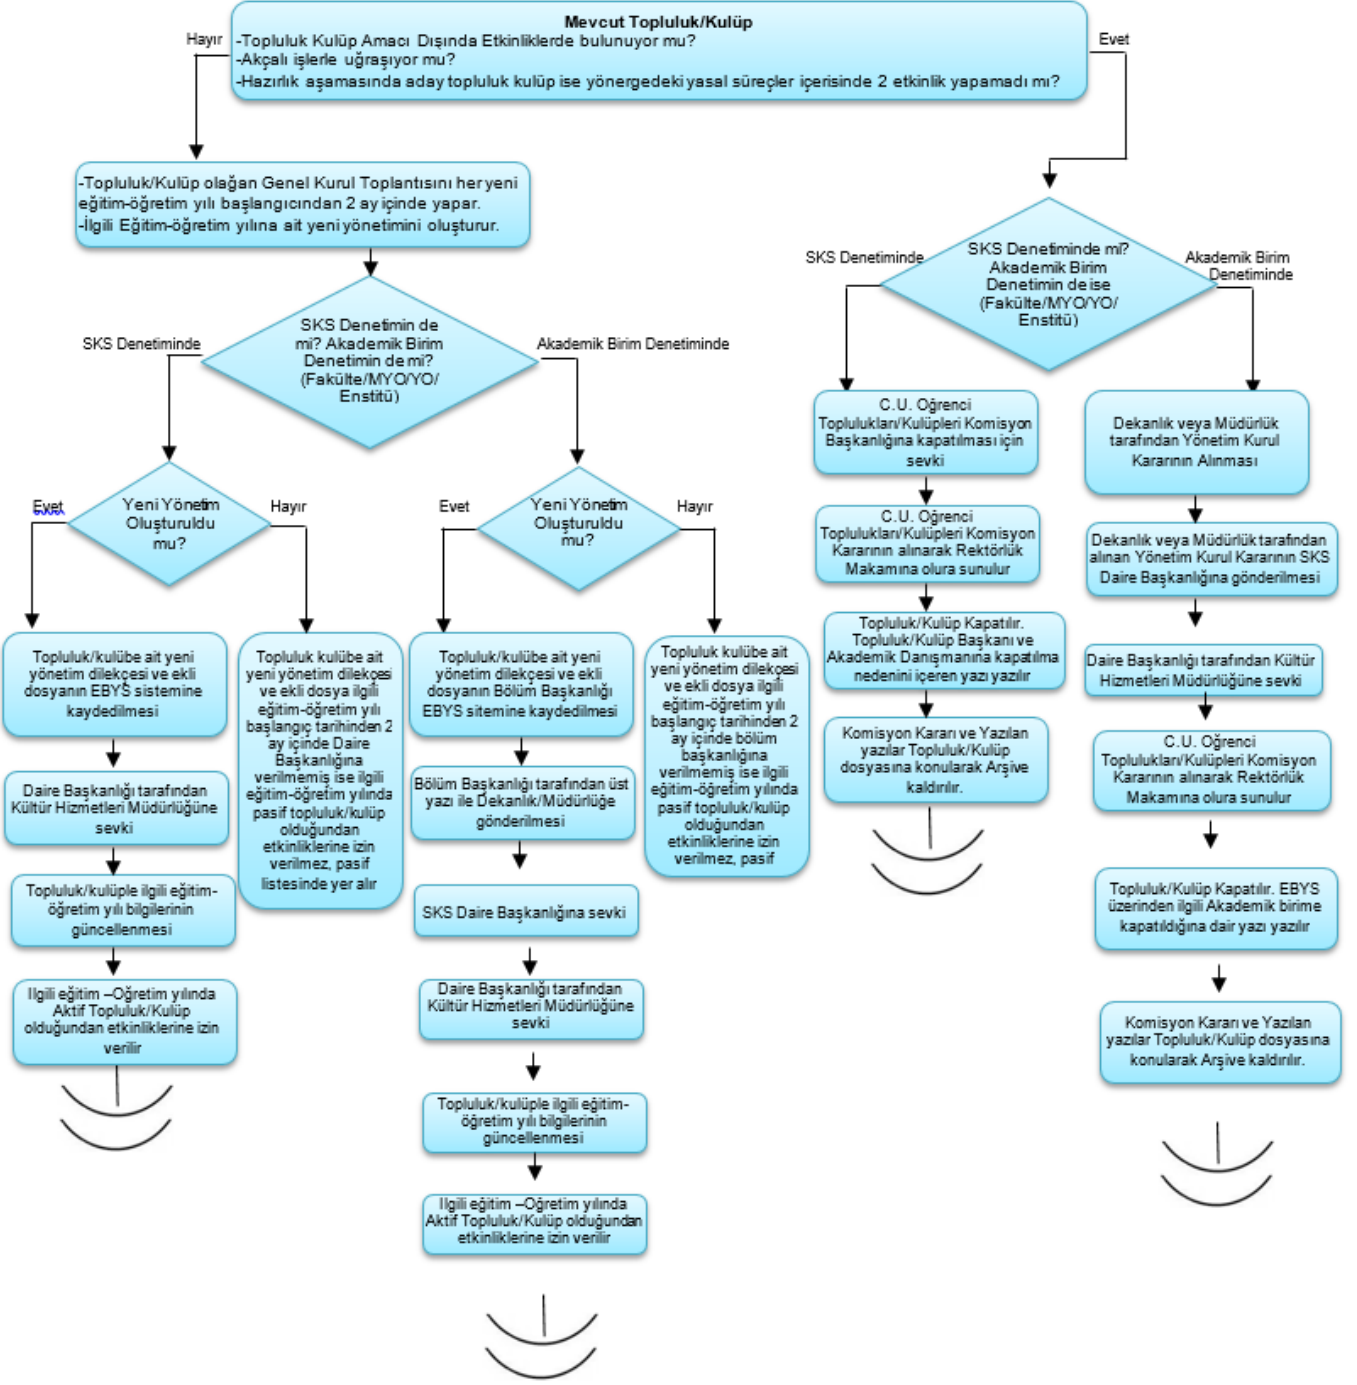 Mevcut Topluluk/Kulüp
-Topluluk Kulüp Amacı Dışında Etkinliklerde bulunuyor mu?
-Akçalı işlerle uğraşıyor mu?
-Hazırlık aşamasında aday topluluk kulüp ise yönergedeki yasal süreçler içerisinde 2 etkinlik yapamadı mı?
Hayır
Evet
-Topluluk/Kulüp olağan Genel Kurul Toplantısını her yeni
eğitim-öğretim yılı başlangıcından 2 ay içinde yapar.
-İlgili Eğitim-öğretim yılına ait yeni yönetimini oluşturur.
SKS Denetiminde
SKS Denetimin de
mi? Akademik Birim
Denetimin de mi?
(Fakülte/MYO/YO/
Enstitü)
Akademik Birim Denetiminde
Evet
Yeni Yönetim
Oluşturuldu
mu?
Hayır
Topluluk/kulübe ait yeni
yönetim dilekçesi ve ekli
dosyanın EBYS sistemine
kaydedilmesi
Daire Başkanlığı tarafından
Kültür Hizmetleri Müdürlüğüne
sevki
Topluluk/kulüple ilgili eğitim-
öğretim yılı bilgilerinin
güncellenmesi
Ilgili eğitim –Oğretim yılında
Aktif Topluluk/Kulüp
olduğundan etkinliklerine izin
verilir
Topluluk kulübe ait
yeni yönetim dilekçesi
ve ekli dosya ilgili
eğitim-öğretim yılı
başlangıç tarihinden 2
ay içinde Daire
Başkanlığına
verilmemiş ise ilgili
eğitim-öğretim yılında
pasif topluluk/kulüp
olduğundan
etkinliklerine izin
verilmez, pasif
listesinde yer alır
Evet
Yeni Yönetim
Oluşturuldu
mu?
Hayır
Topluluk/kulübe ait yeni
yönetim dilekçesi ve ekli
dosyanın Bölüm Başkanlığı
EBYS sitemine kaydedilmesi
Bölüm Başkanlığı tarafından üst
yazı ile Dekanlık/Müdürlüğe
gönderilmesi
SKS Daire Başkanlığına sevki
Daire Başkanlığı tarafından
Kültür Hizmetleri Müdürlüğüne
sevki
Topluluk/kulüple ilgili eğitim-
öğretim yılı bilgilerinin
güncellenmesi
Ilgili eğitim –Oğretim yılında
Aktif Topluluk/Kulüp olduğundan
etkinliklerine izin verilir
Topluluk kulübe ait
yeni yönetim dilekçesi
ve ekli dosya ilgili
eğitim-öğretim yılı
başlangıç tarihinden 2
ay içinde bölüm
başkanlığına
verilmemiş ise ilgili
eğitim-öğretim yılında
pasif topluluk/kulüp
olduğundan
etkinliklerine izin
verilmez, pasif
SKS Denetiminde
SKS Denetiminde mi?
Akademik Birim
Denetimin de ise
(Fakülte/MYO/YO/
Enstitü)
Akademik Birim
Denetiminde
C.U. Oğrenci
Toplulukları/Kulüpleri Komisyon
Başkanlığına kapatılması için
sevki
C.U. Oğrenci
Toplulukları/Kulüpleri Komisyon
Kararının alınarak Rektörlük
Makamına olura sunulur
Topluluk/Kulüp Kapatılır.
Topluluk/Kulüp Başkanı ve
Akademik Danışmanına kapatılma
nedenini içeren yazı yazılır
Komisyon Kararı ve Yazılan
yazılar Topluluk/Kulüp
dosyasına konularak Arşive
kaldırılır.
Dekanlık veya Müdürlük
tarafından Yönetim Kurul
Kararının Alınması
Dekanlık veya Müdürlük tarafından
alınan Yönetim Kurul Kararının SKS
Daire Başkanlığına gönderilmesi
Daire Başkanlığı tarafından Kültür
Hizmetleri Müdürlüğüne sevki
C.U. Oğrenci
Toplulukları/Kulüpleri Komisyon
Kararının alınarak Rektörlük
Makamına olura sunulur
Topluluk/Kulüp Kapatılır. EBYS
üzerinden ilgili Akademik birime
kapatıldığına dair yazı yazılır
Komisyon Kararı ve Yazılan
yazılar Topluluk/Kulüp dosyasına
konularak Arşive kaldırılır.